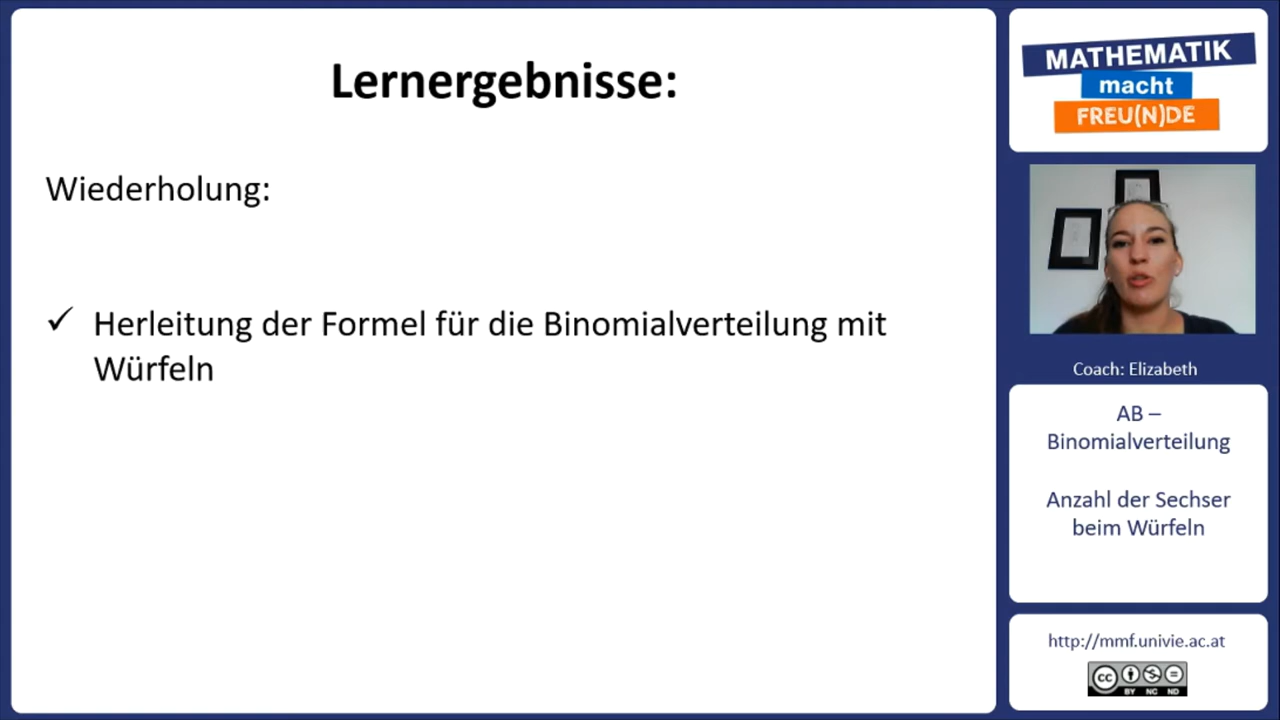 Lernergebnisse:
Wiederholung:
✓ Herleitung der Formel für die Binomialverteilung mit
Würfeln
MATHEMATIK
macht
FREU(N)DE
Coach: Elizabeth
AB –
Binomialverteilung
Anzahl der Sechser
beim Würfeln
http://mmf.univie.ac.at
cc
BY NC ND